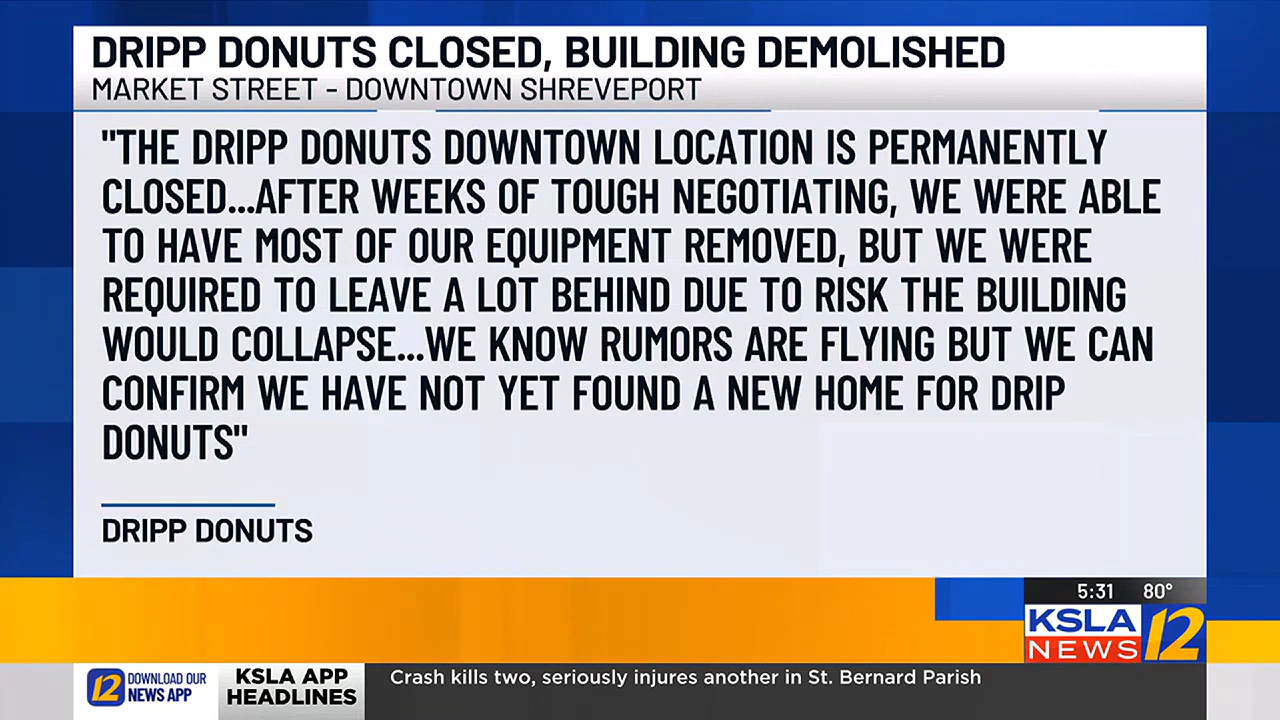 DRIPP DONUTS CLOSED, BUILDING DEMOLISHED
MARKET STREET - DOWNTOWN SHREVEPORT
"THE DRIPP DONUTS DOWNTOWN LOCATION IS PERMANENTLY
CLOSED...AFTER WEEKS OF TOUGH NEGOTIATING, WE WERE ABLE
TO HAVE MOST OF OUR EQUIPMENT REMOVED, BUT WE WERE
REQUIRED TO LEAVE A LOT BEHIND DUE TO RISK THE BUILDING
WOULD COLLAPSE...WE KNOW RUMORS ARE FLYING BUT WE CAN
CONFIRM WE HAVE NOT YET FOUND A NEW HOME FOR DRIP
DONUTS"
DRIPP DONUTS
5:31 80°
KSLA
NEWS 12
12 DOWNLOAD OUR
NEWS APP
KSLA APP
HEADLINES
Crash kills two, seriously injures another in St. Bernard Parish